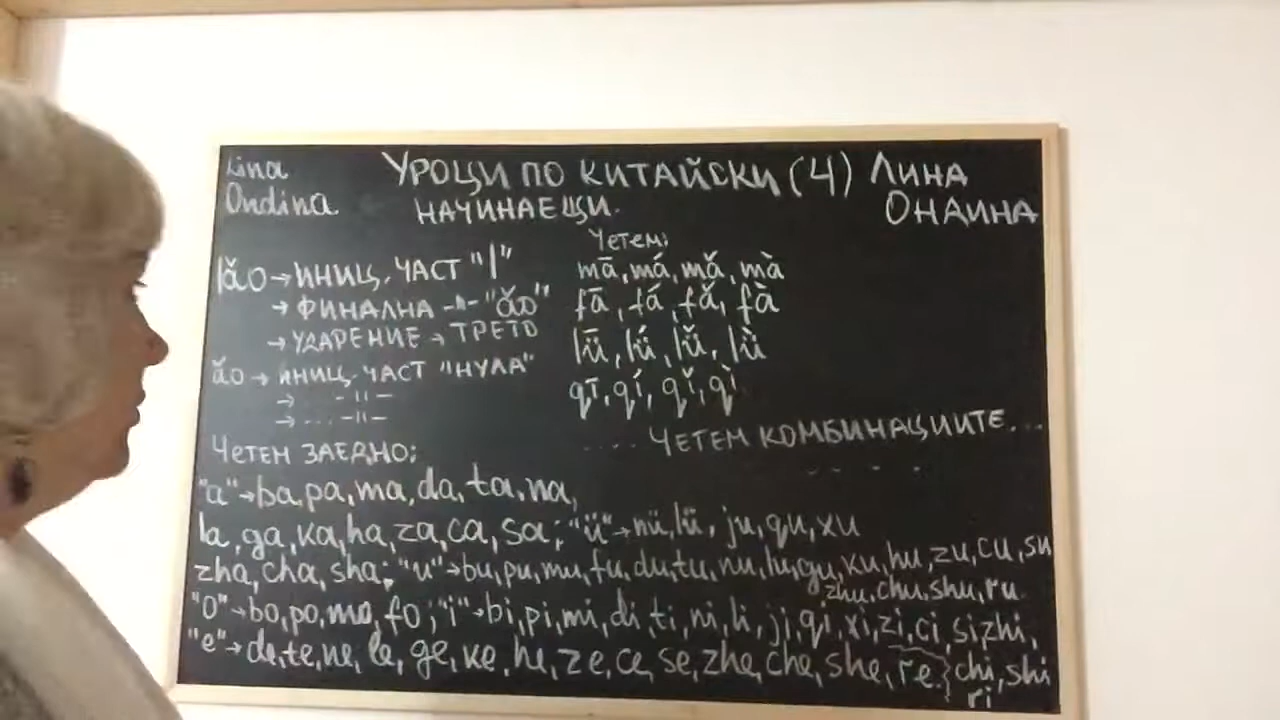 Lina
Ondina
УРОЦИ ПО КИТАЙСКИ (4) ЛИНА
НАЧИНАЕЩИ. ОНДИНА
lăo → ИНИЦ. ЧАСТ "l"
→ ФИНАЛНА -"- "ăo"
→ УДАРЕНИЕ → ТРЕТО
ăo → ИНИЦ. ЧАСТ "НУЛА"
→ ... -"-
→ ... -"-
Четем:
mā, má, mǎ, mà
fā, fá, fǎ, fà
lǖ, lǘ, lǚ, lǜ
qī, qí, qǐ, qì
.... ЧЕТЕМ КОМБИНАЦИИТЕ...
. . . .
ЧЕТЕМ ЗАЕДНО:
"a" → ba, pa, ma, da, ta, na,
la, ga, ka, ha, za, ca, sa; "ü" → nü, lü, ju, qu, xu
zha, cha, sha; "u" → bu, pu, mu, fu, du, tu, nu, lu, gu, ku, hu, zu, cu, su
zhu, chu, shu, ru.
"o" → bo, po, mo, fo; "i" → bi, pi, mi, di, ti, ni, li, ji, qi, xi, zi, ci, si, zhi,
"e" → de, te, ne, le, ge, ke, he, ze, ce, se, zhe, che, she, re } chi, shi
ri